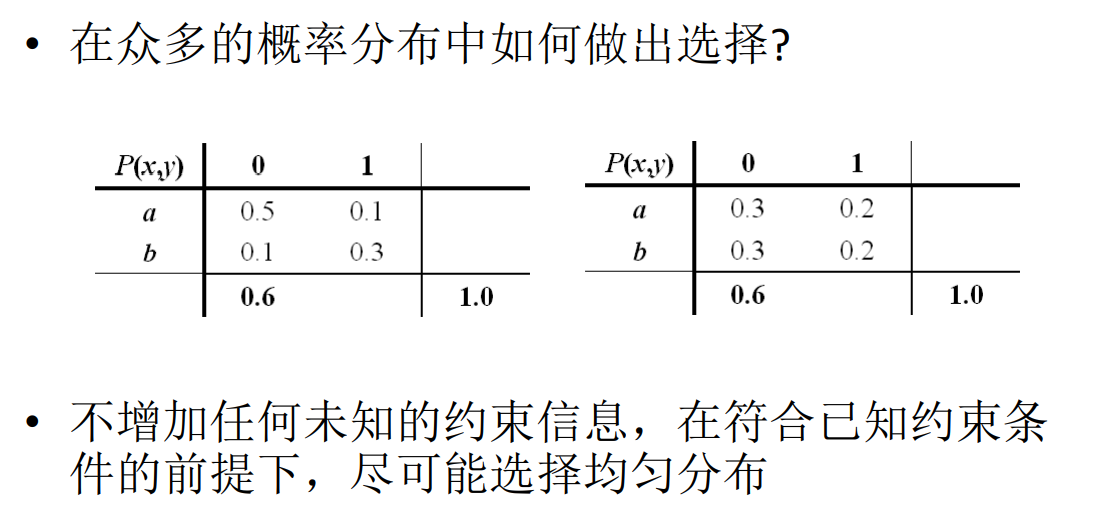 • 在众多的概率分布中如何做出选择?
P(x,y) 0 1
a 0.5 0.1
b 0.1 0.3
0.6 1.0
P(x,y) 0 1
a 0.3 0.2
b 0.3 0.2
0.6 1.0
• 不增加任何未知的约束信息，在符合已知约束条
件的前提下，尽可能选择均匀分布